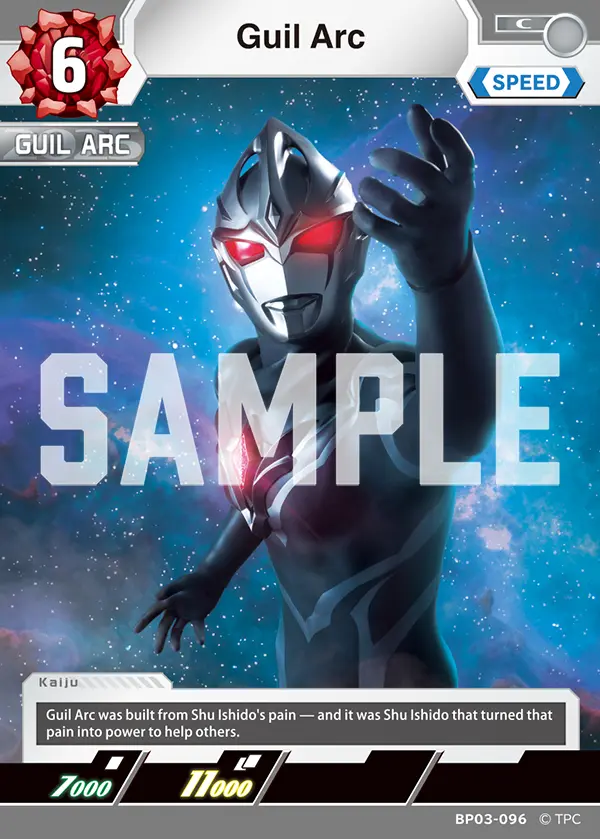 Guil Arc
C
6
SPEED
GUIL ARC
SAMPLE
Kaiju
Guil Arc was built from Shu Ishido's pain — and it was Shu Ishido that turned that
pain into power to help others.
7000
11000
BP03-096 © TPC